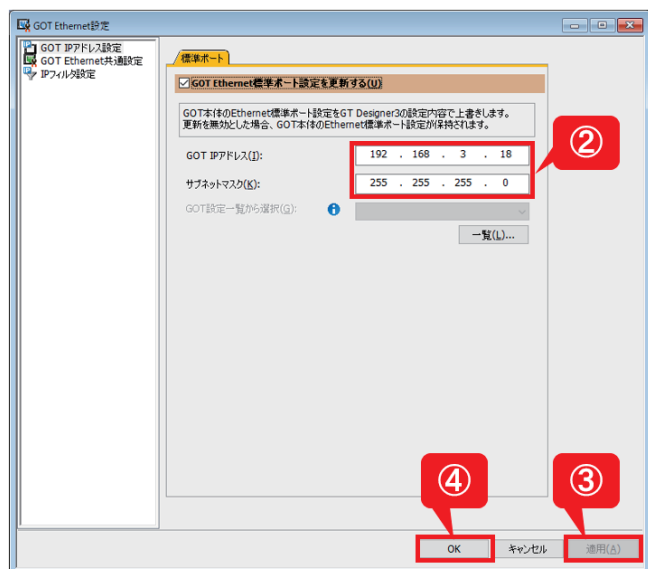 GOT Ethernet設定
GOT IPアドレス設定
GOT Ethernet共通設定
IPフィルタ設定
標準ポート
GOT Ethernet標準ポート設定を更新する(U)
GOT本体のEthernet標準ポート設定をGT Designer3の設定内容で上書きします。
更新を無効とした場合、GOT本体のEthernet標準ポート設定が保持されます。
②
GOT IPアドレス(I): 192 . 168 . 3 . 18
サブネットマスク(K): 255 . 255 . 255 . 0
GOT設定一覧から選択(G):
一覧(L)...
④ ③
OK キャンセル 適用(A)